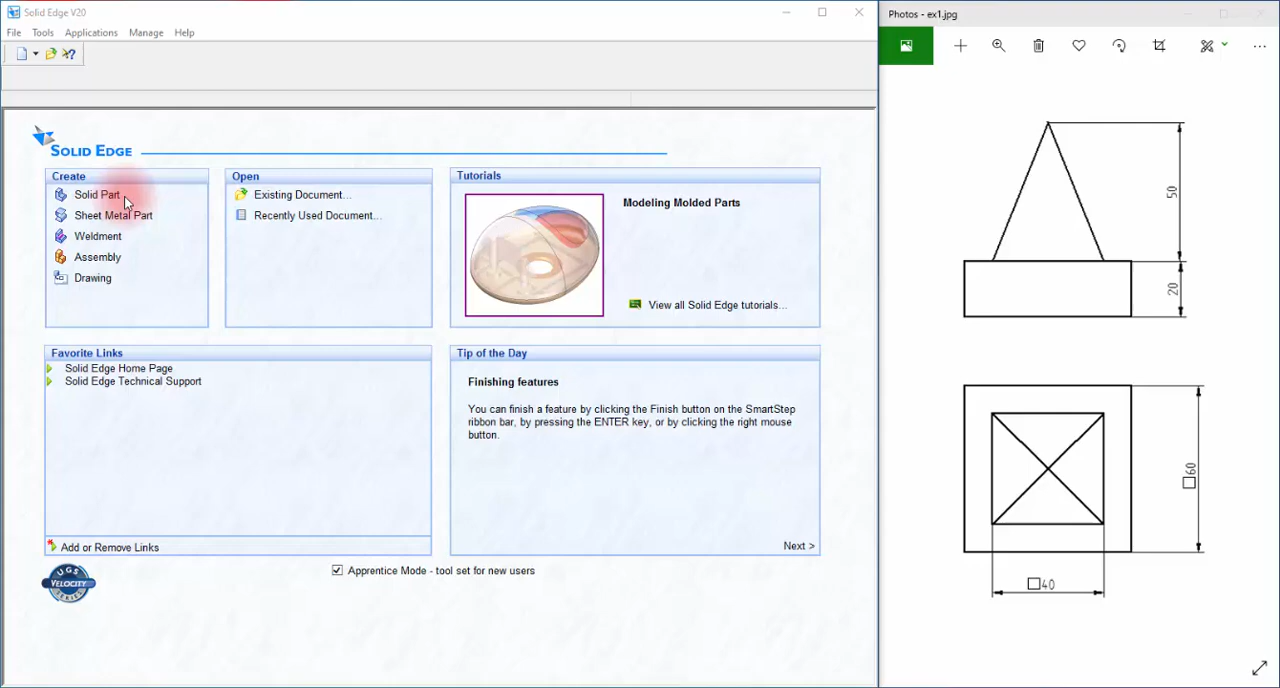 Solid Edge V20
File Tools Applications Manage Help
SOLID EDGE
Create
Solid Part
Sheet Metal Part
Weldment
Assembly
Drawing
Open
Existing Document...
Recently Used Document...
Tutorials
Modeling Molded Parts
View all Solid Edge tutorials...
Favorite Links
Solid Edge Home Page
Solid Edge Technical Support
Add or Remove Links
Tip of the Day
Finishing features
You can finish a feature by clicking the Finish button on the SmartStep
ribbon bar, by pressing the ENTER key, or by clicking the right mouse
button.
Next >
UGS
VELOCITY
SERIES
Apprentice Mode - tool set for new users
Photos - ex1.jpg
50
20
□60
□40